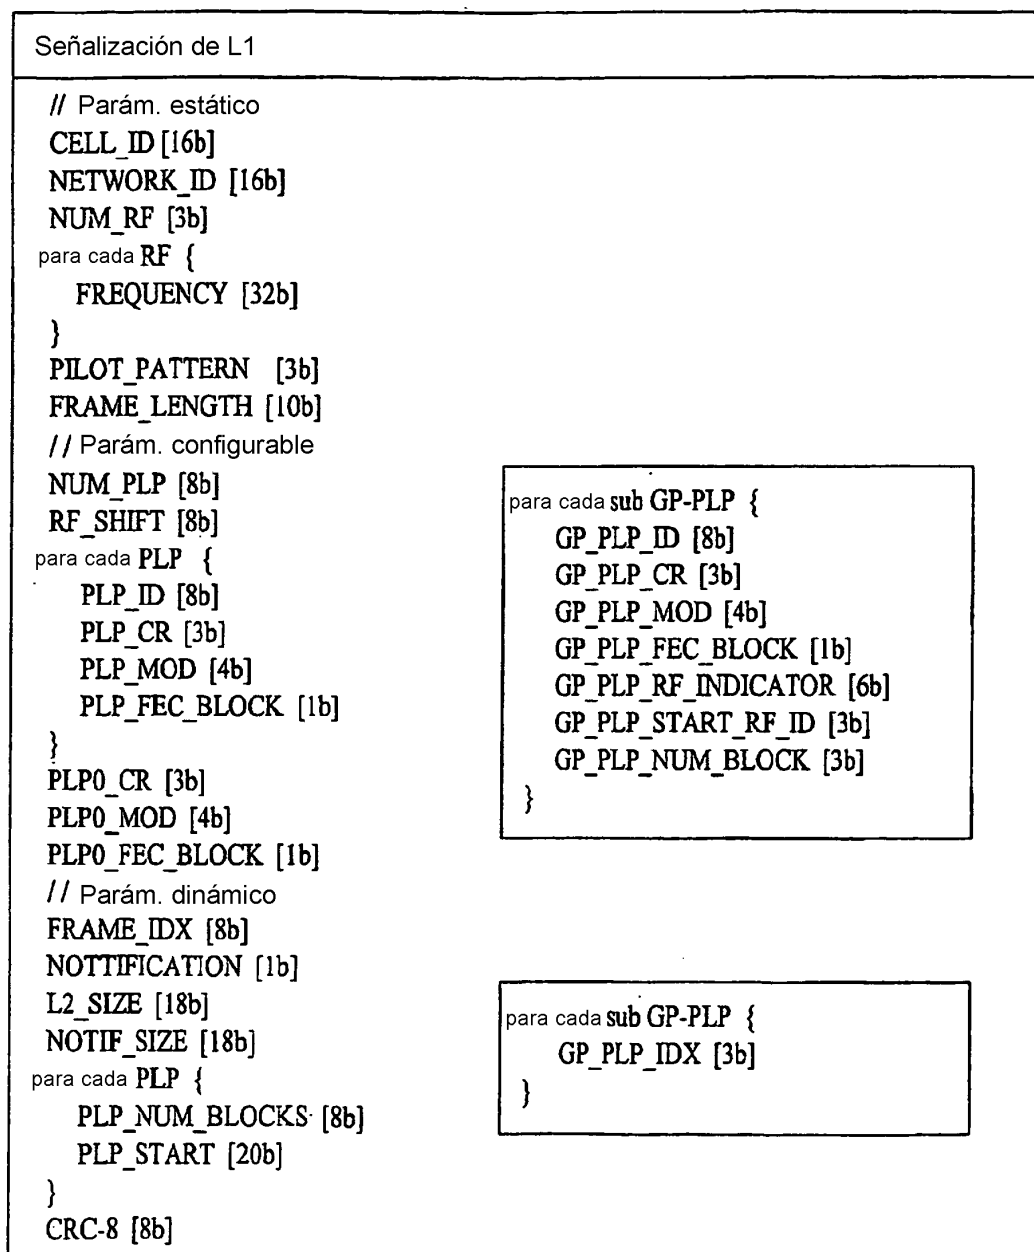 Señalización de L1
// Parám. estático
CELL_ID [16b]
NETWORK_ID [16b]
NUM_RF [3b]
para cada RF {
FREQUENCY [32b]
}
PILOT_PATTERN [3b]
FRAME_LENGTH [10b]
// Parám. configurable
NUM_PLP [8b]
RF_SHIFT [8b]
para cada PLP {
PLP_ID [8b]
PLP_CR [3b]
PLP_MOD [4b]
PLP_FEC_BLOCK [1b]
}
PLP0_CR [3b]
PLP0_MOD [4b]
PLP0_FEC_BLOCK [1b]
// Parám. dinámico
FRAME_IDX [8b]
NOTTIFICATION [1b]
L2_SIZE [18b]
NOTIF_SIZE [18b]
para cada PLP {
PLP_NUM_BLOCKS [8b]
PLP_START [20b]
}
CRC-8 [8b]
para cada sub GP-PLP {
GP_PLP_ID [8b]
GP_PLP_CR [3b]
GP_PLP_MOD [4b]
GP_PLP_FEC_BLOCK [1b]
GP_PLP_RF_INDICATOR [6b]
GP_PLP_START_RF_ID [3b]
GP_PLP_NUM_BLOCK [3b]
}
para cada sub GP-PLP {
GP_PLP_IDX [3b]
}